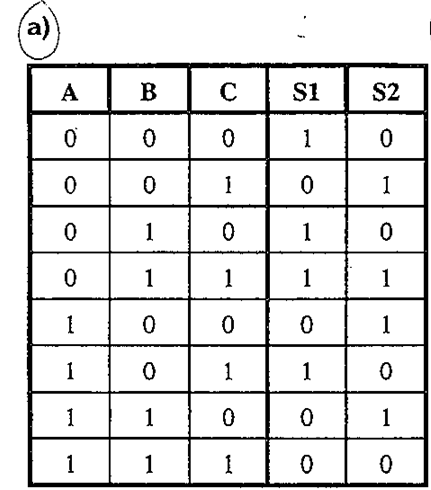 a)
A B C S1 S2
0 0 0 1 0
0 0 1 0 1
0 1 0 1 0
0 1 1 1 1
1 0 0 0 1
1 0 1 1 0
1 1 0 0 1
1 1 1 0 0